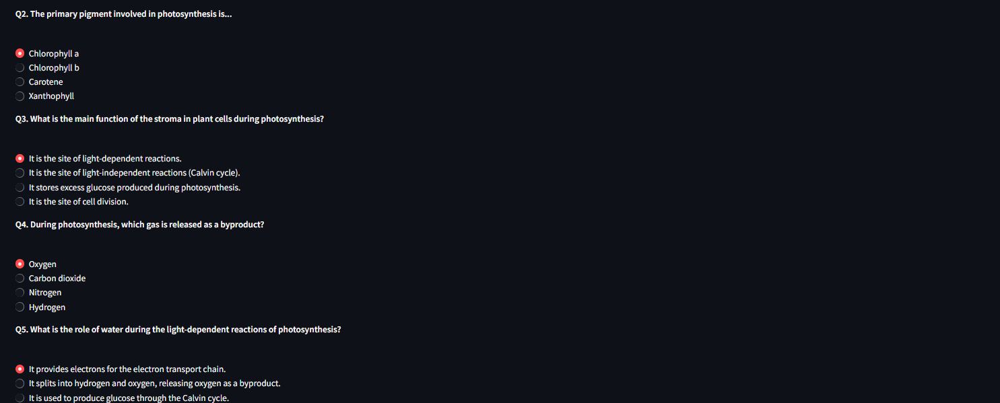 Q2. The primary pigment involved in photosynthesis is...
Chlorophyll a
Chlorophyll b
Carotene
Xanthophyll
Q3. What is the main function of the stroma in plant cells during photosynthesis?
It is the site of light-dependent reactions.
It is the site of light-independent reactions (Calvin cycle).
It stores excess glucose produced during photosynthesis.
It is the site of cell division.
Q4. During photosynthesis, which gas is released as a byproduct?
Oxygen
Carbon dioxide
Nitrogen
Hydrogen
Q5. What is the role of water during the light-dependent reactions of photosynthesis?
It provides electrons for the electron transport chain.
It splits into hydrogen and oxygen, releasing oxygen as a byproduct.
It is used to produce glucose through the Calvin cycle.